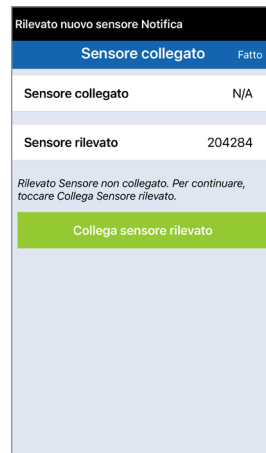 Rilevato nuovo sensore Notifica
Sensore collegato Fatto
Sensore collegato N/A
Sensore rilevato 204284
Rilevato Sensore non collegato. Per continuare,
toccare Collega Sensore rilevato.
Collega sensore rilevato